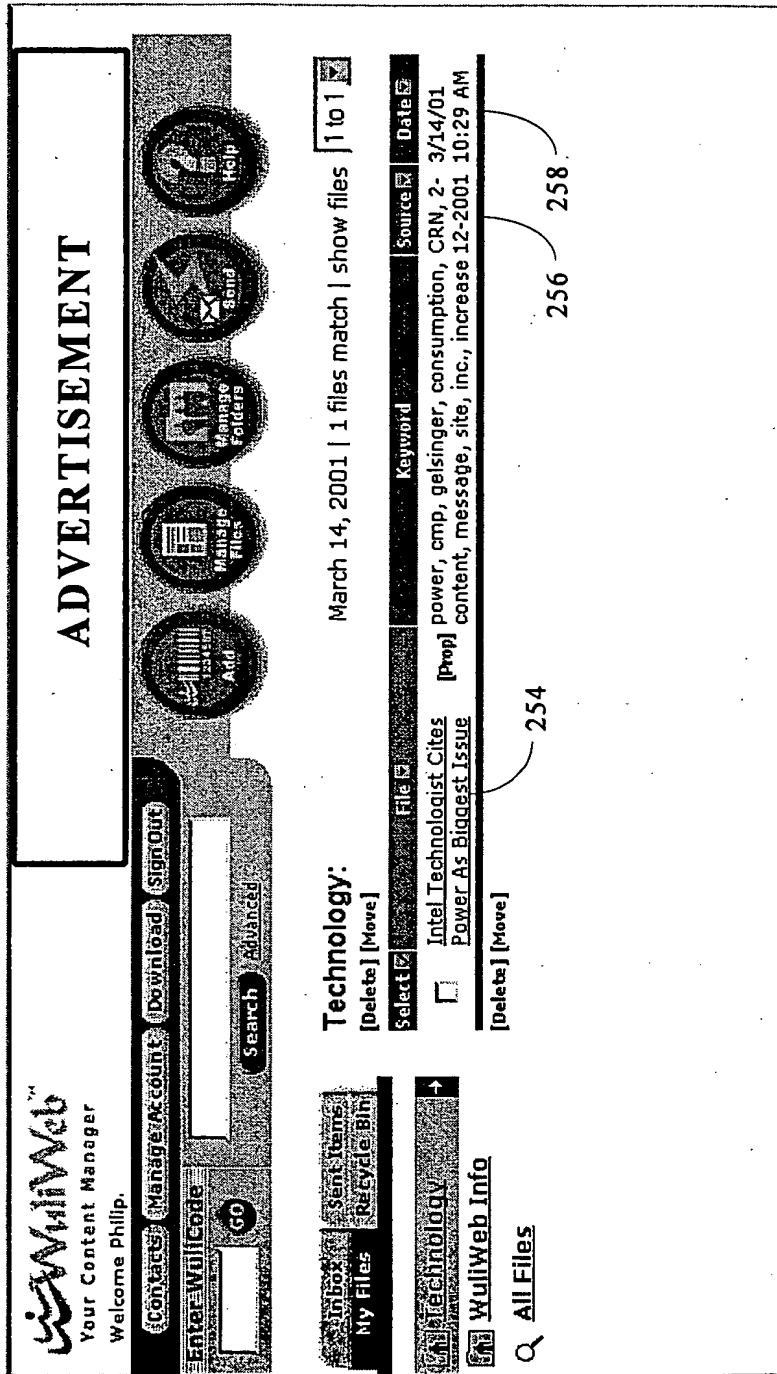 ADVERTISEMENT
WullWeb™
Your Content Manager
Welcome Philip.
Contacts Manage Account Download Sign Out
Enter WullCode
GO
Search Advanced
Add
Manage Files
Manage Folders
Send
Help
Inbox Sent Items
My Files Recycle Bin
Technology
WullWeb Info
All Files
Technology:
March 14, 2001 | 1 files match | show files 1 to 1
[Delete] [Move]
Select File Keyword Source Date
Intel Technologist Cites [Prop] power, cmp, gelsinger, consumption, CRN, 2- 3/14/01
Power As Biggest Issue content, message, site, inc., increase 12-2001 10:29 AM
[Delete] [Move]
254
256
258